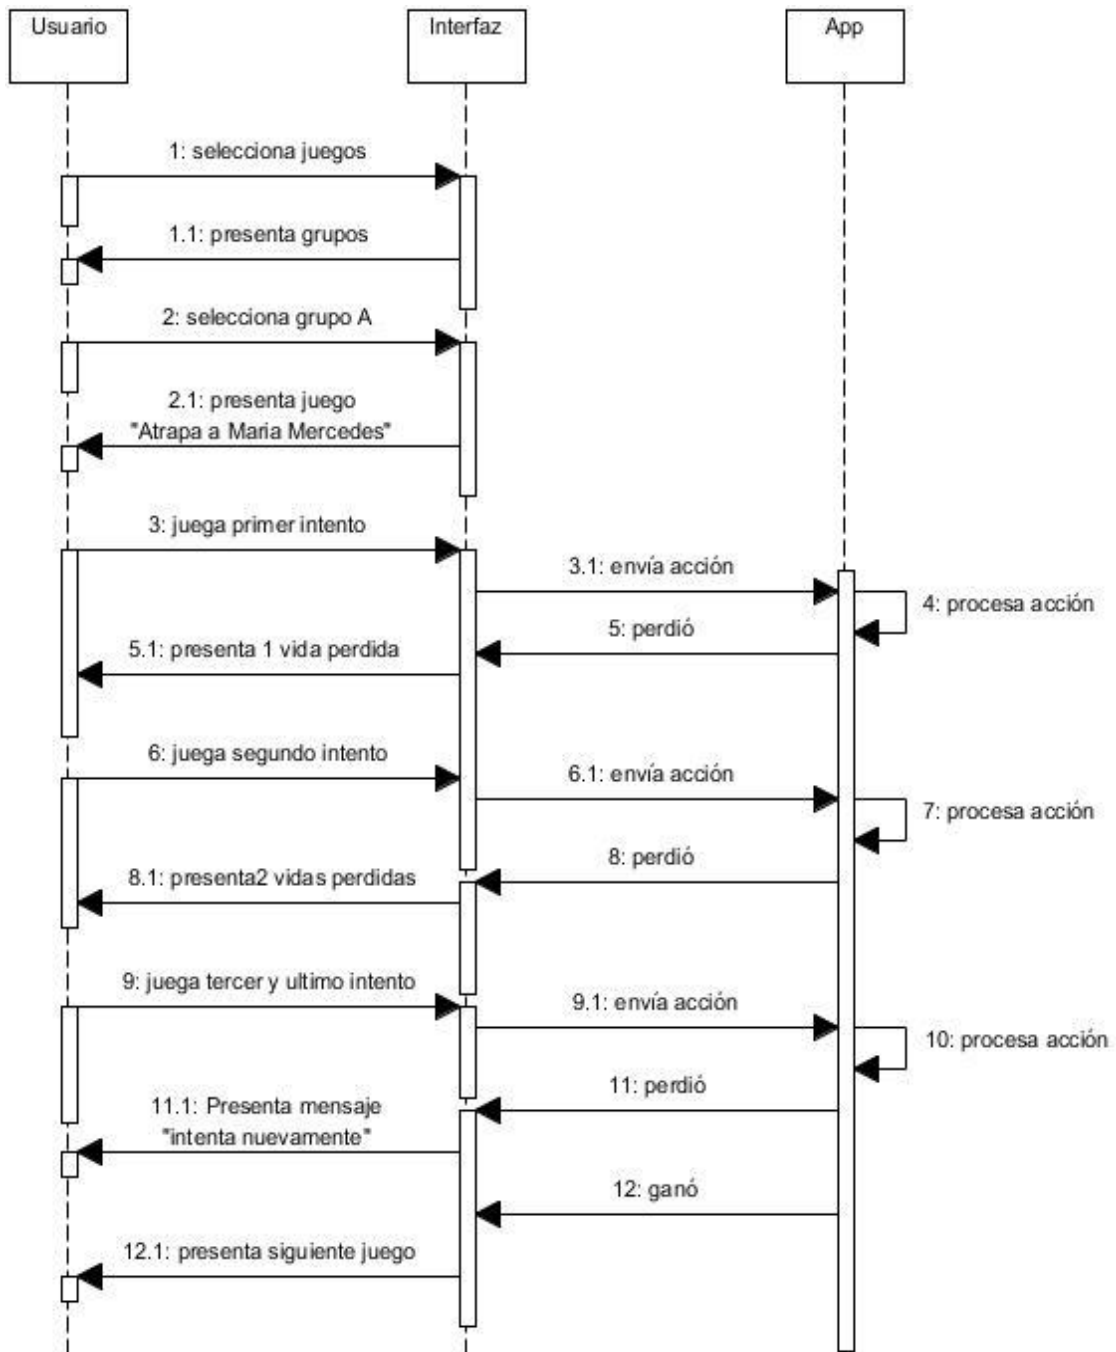 Usuario
Interfaz
App
1: selecciona juegos
1.1: presenta grupos
2: selecciona grupo A
2.1: presenta juego
"Atrapa a Maria Mercedes"
3: juega primer intento
3.1: envía acción
4: procesa acción
5: perdió
5.1: presenta 1 vida perdida
6: juega segundo intento
6.1: envía acción
7: procesa acción
8: perdió
8.1: presenta2 vidas perdidas
9: juega tercer y ultimo intento
9.1: envía acción
10: procesa acción
11: perdió
11.1: Presenta mensaje
"intenta nuevamente"
12: ganó
12.1: presenta siguiente juego